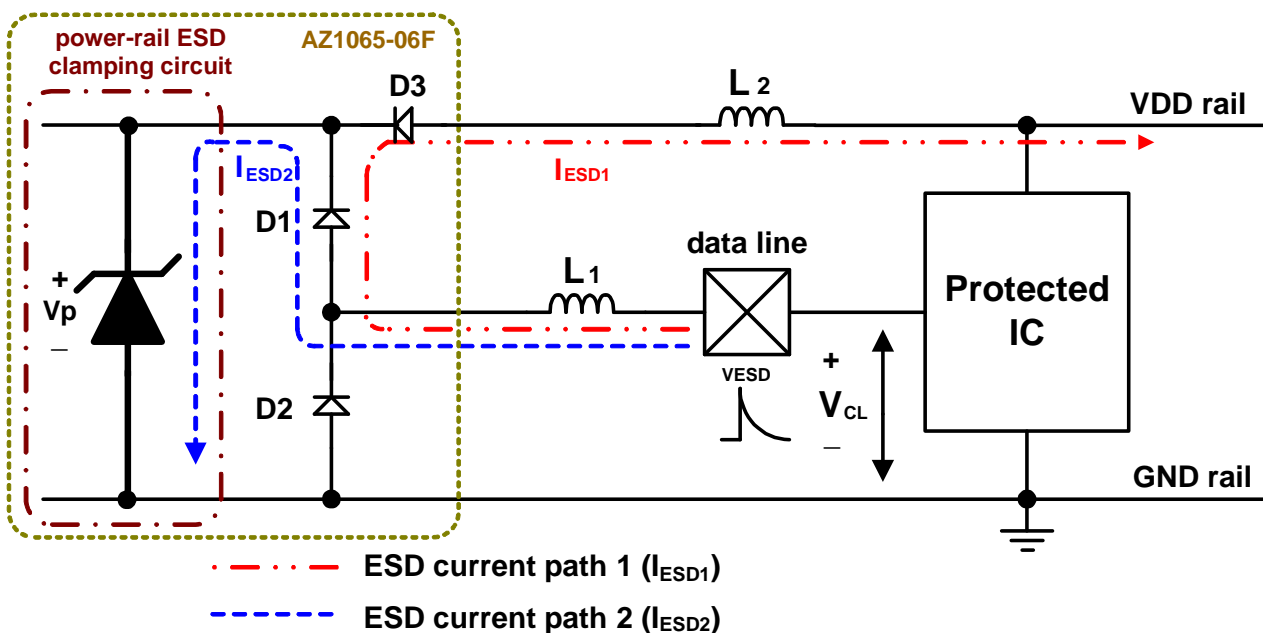 power-rail ESD
clamping circuit
AZ1065-06F
D3
L 2
VDD rail
IESD2
IESD1
D1
data line
L1
+
Vp
_
Protected
IC
VESD
+
VCL
_
D2
GND rail
ESD current path 1 (IESD1)
ESD current path 2 (IESD2)